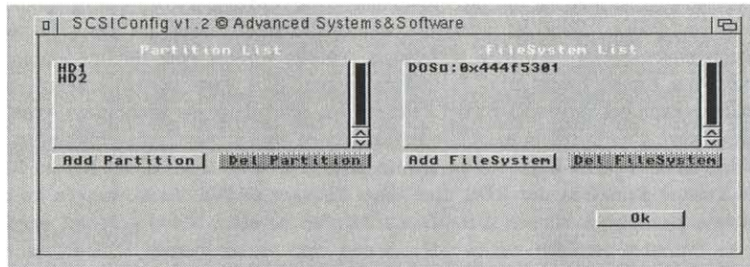 SCSIConfig v1.2 © Advanced Systems&Software
Partition List
FileSystem List
HD1
HD2
DOS▯:0x444f5301
Add Partition
Del Partition
Add FileSystem
Del FileSystem
Ok